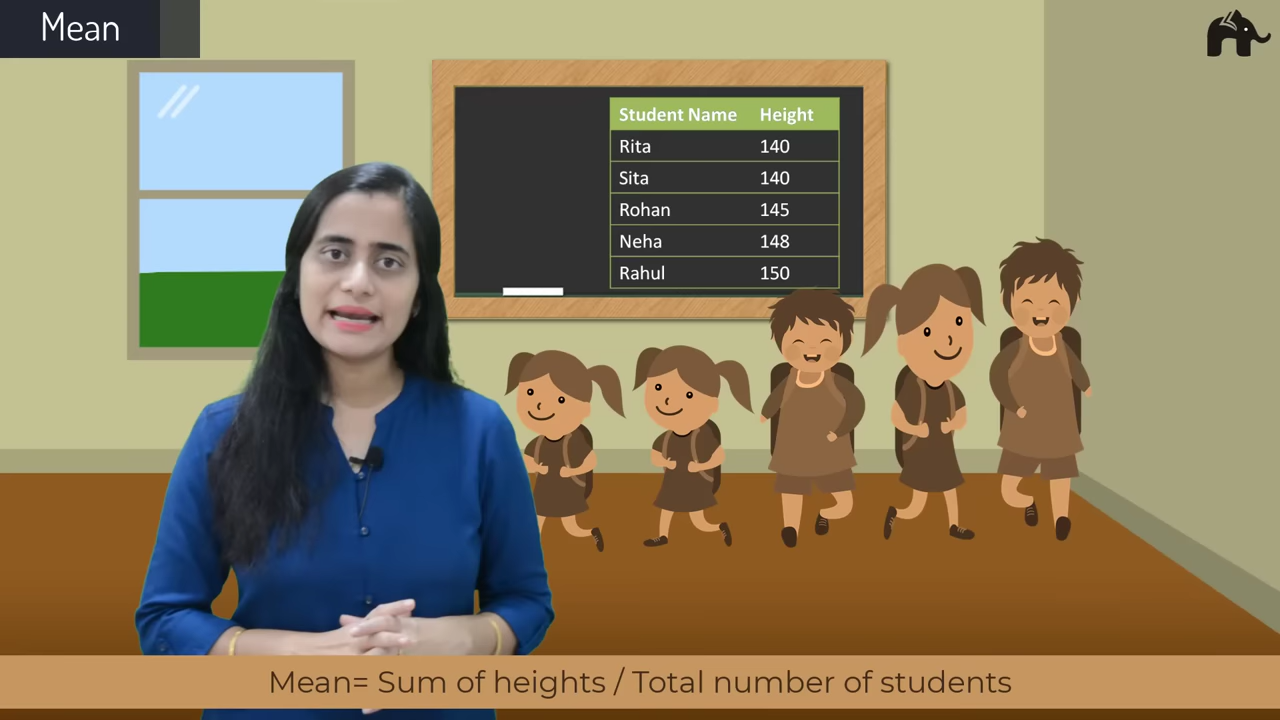 Mean
Student Name Height
Rita 140
Sita 140
Rohan 145
Neha 148
Rahul 150
Mean= Sum of heights / Total number of students